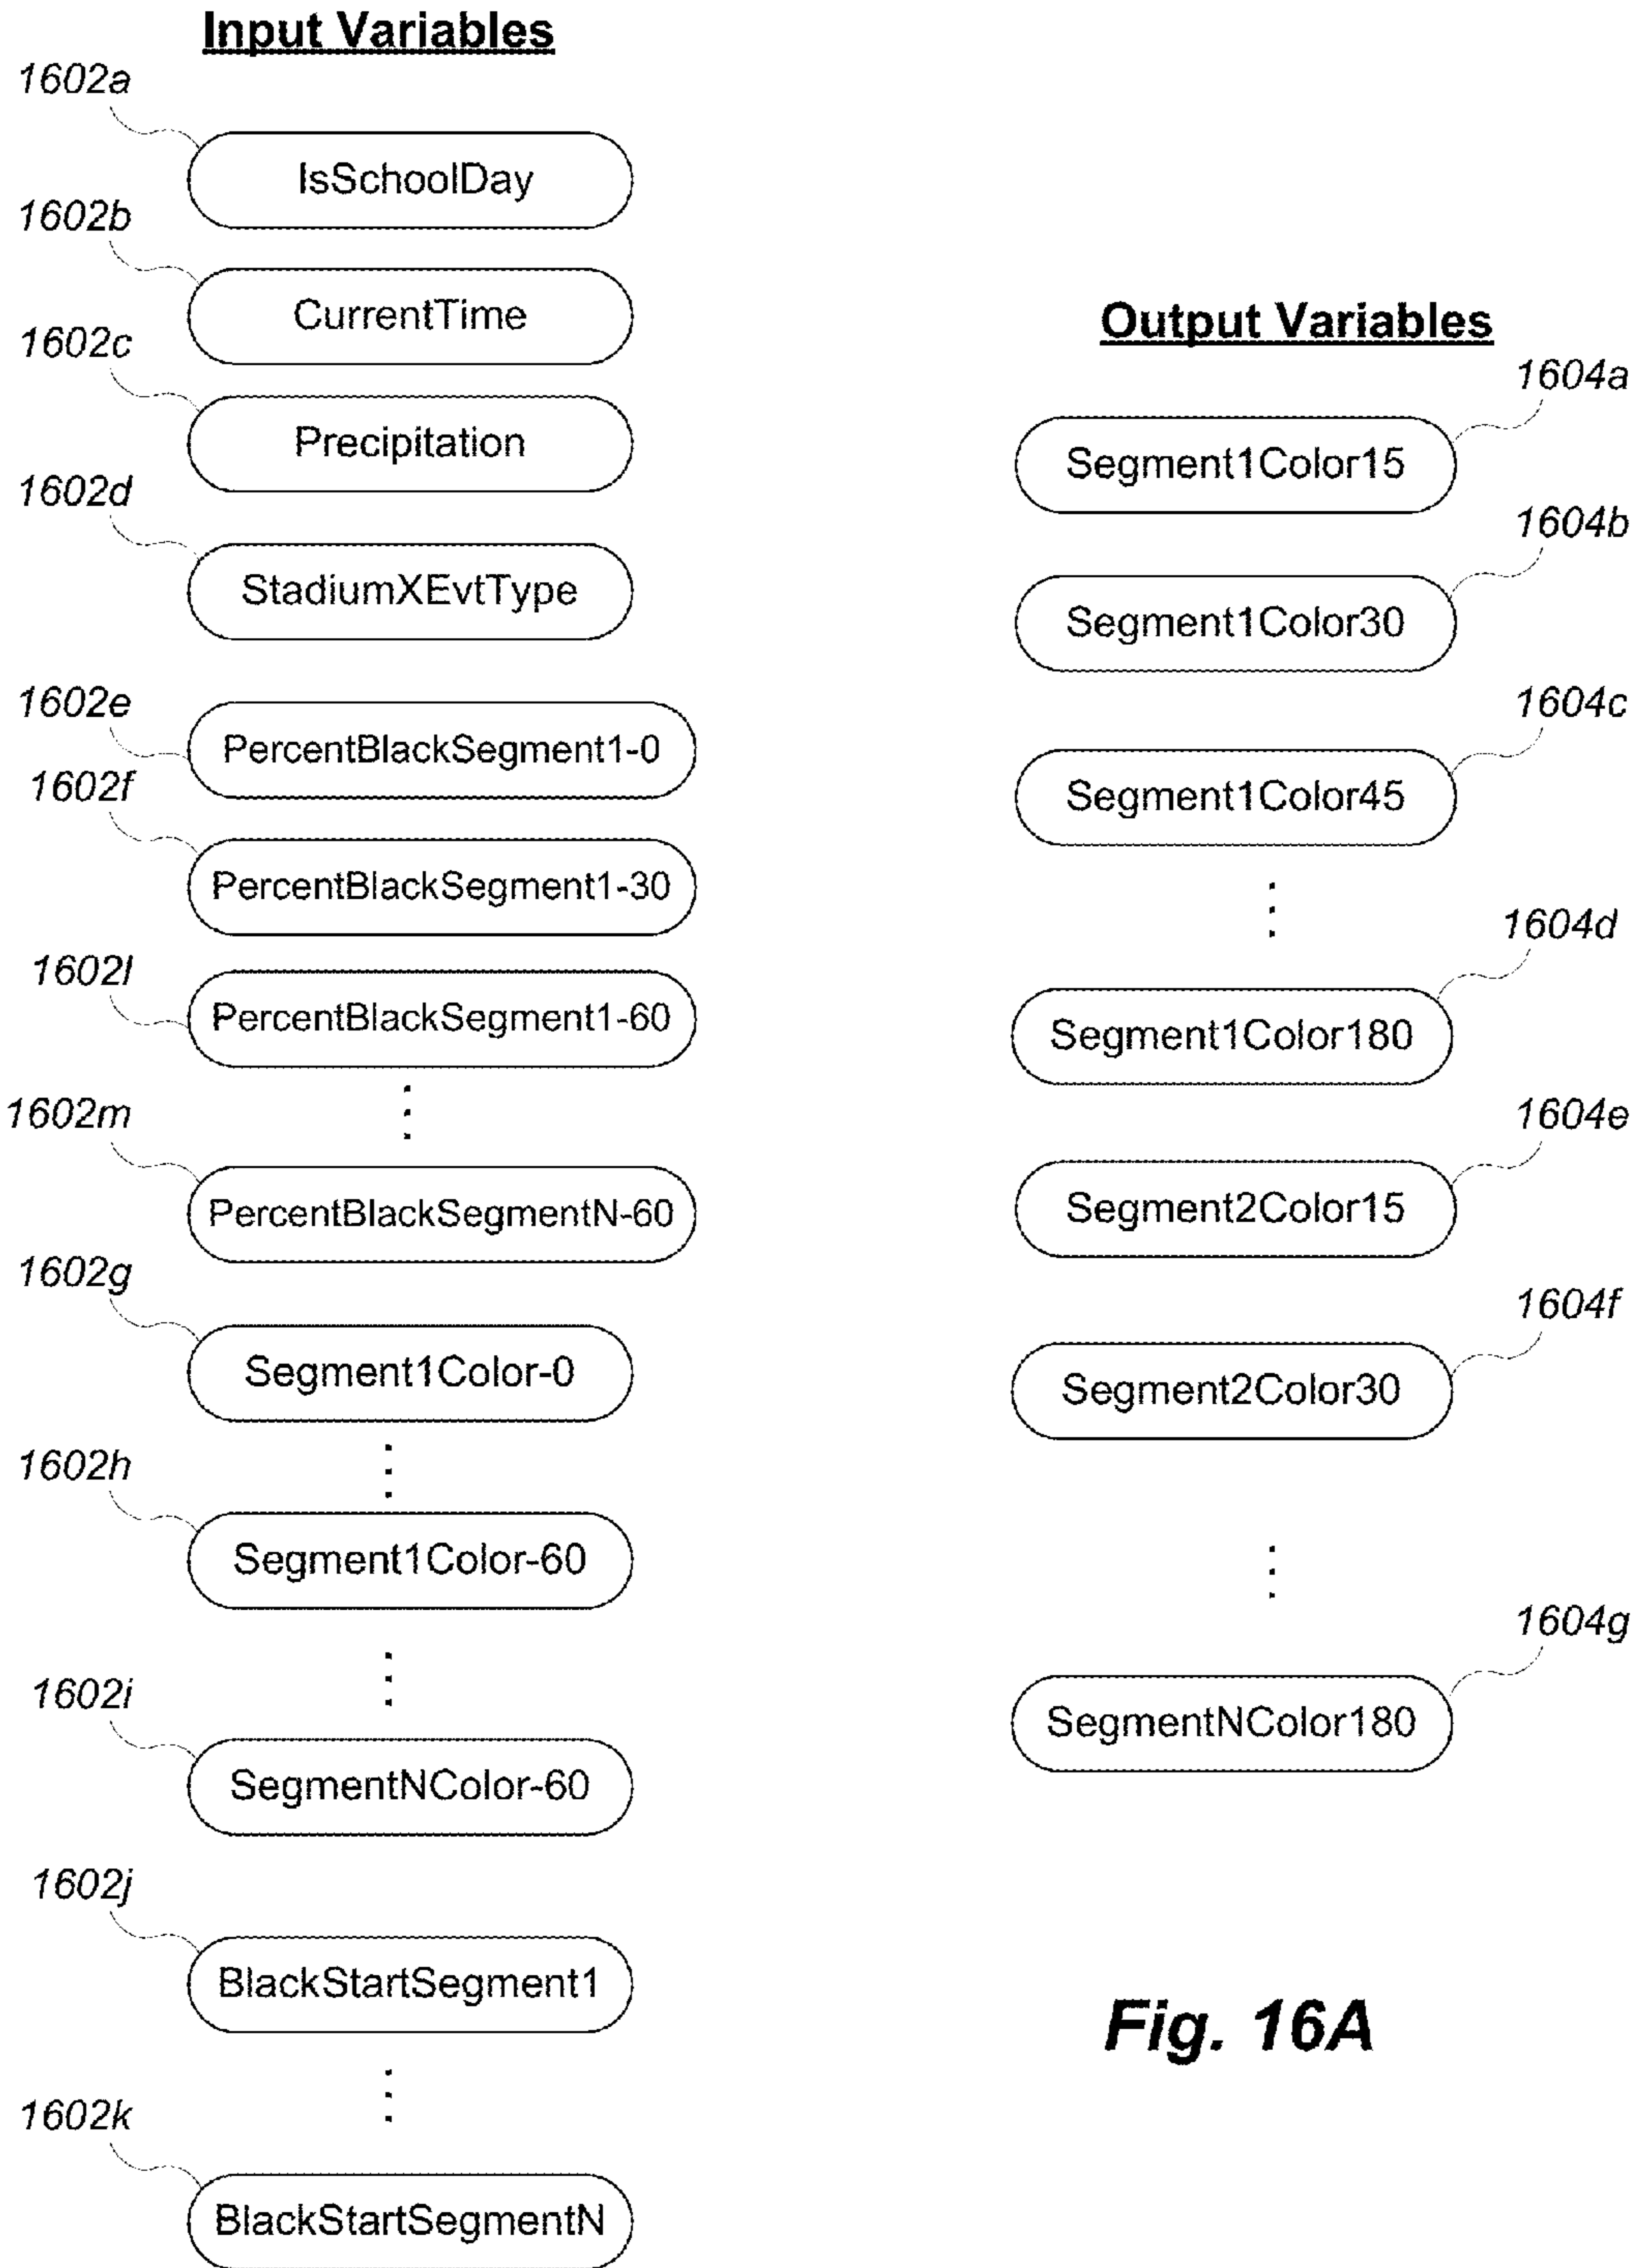 Input Variables
1602a
IsSchoolDay
1602b
CurrentTime
1602c
Precipitation
1602d
StadiumXEvtType
1602e
PercentBlackSegment1-0
1602f
PercentBlackSegment1-30
1602l
PercentBlackSegment1-60
1602m
PercentBlackSegmentN-60
1602g
Segment1Color-0
1602h
Segment1Color-60
1602i
SegmentNColor-60
1602j
BlackStartSegment1
1602k
BlackStartSegmentN
Output Variables
1604a
Segment1Color15
1604b
Segment1Color30
1604c
Segment1Color45
1604d
Segment1Color180
1604e
Segment2Color15
1604f
Segment2Color30
1604g
SegmentNColor180
Fig. 16A